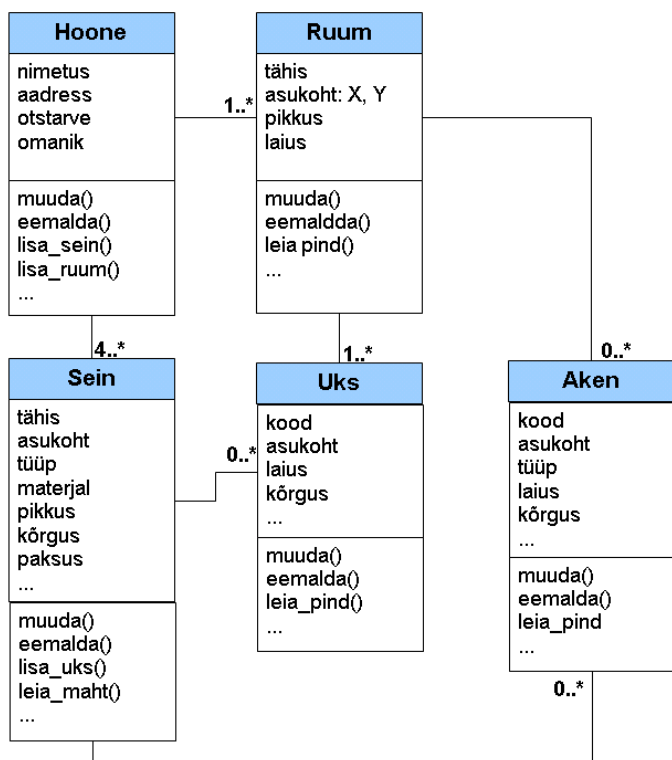 Hoone
nimetus
aadress
otstarve
omanik
muuda()
eemalda()
lisa_sein()
lisa_ruum()
...
1..*
Ruum
tähis
asukoht: X, Y
pikkus
laius
muuda()
eemaldda()
leia pind()
...
4..*
1..*
0..*
Sein
tähis
asukoht
tüüp
materjal
pikkus
kõrgus
paksus
...
muuda()
eemalda()
lisa_uks()
leia_maht()
...
0..*
Uks
kood
asukoht
laius
kõrgus
...
muuda()
eemalda()
leia_pind()
...
Aken
kood
asukoht
tüüp
laius
kõrgus
...
muuda()
eemalda()
leia_pind
...
0..*